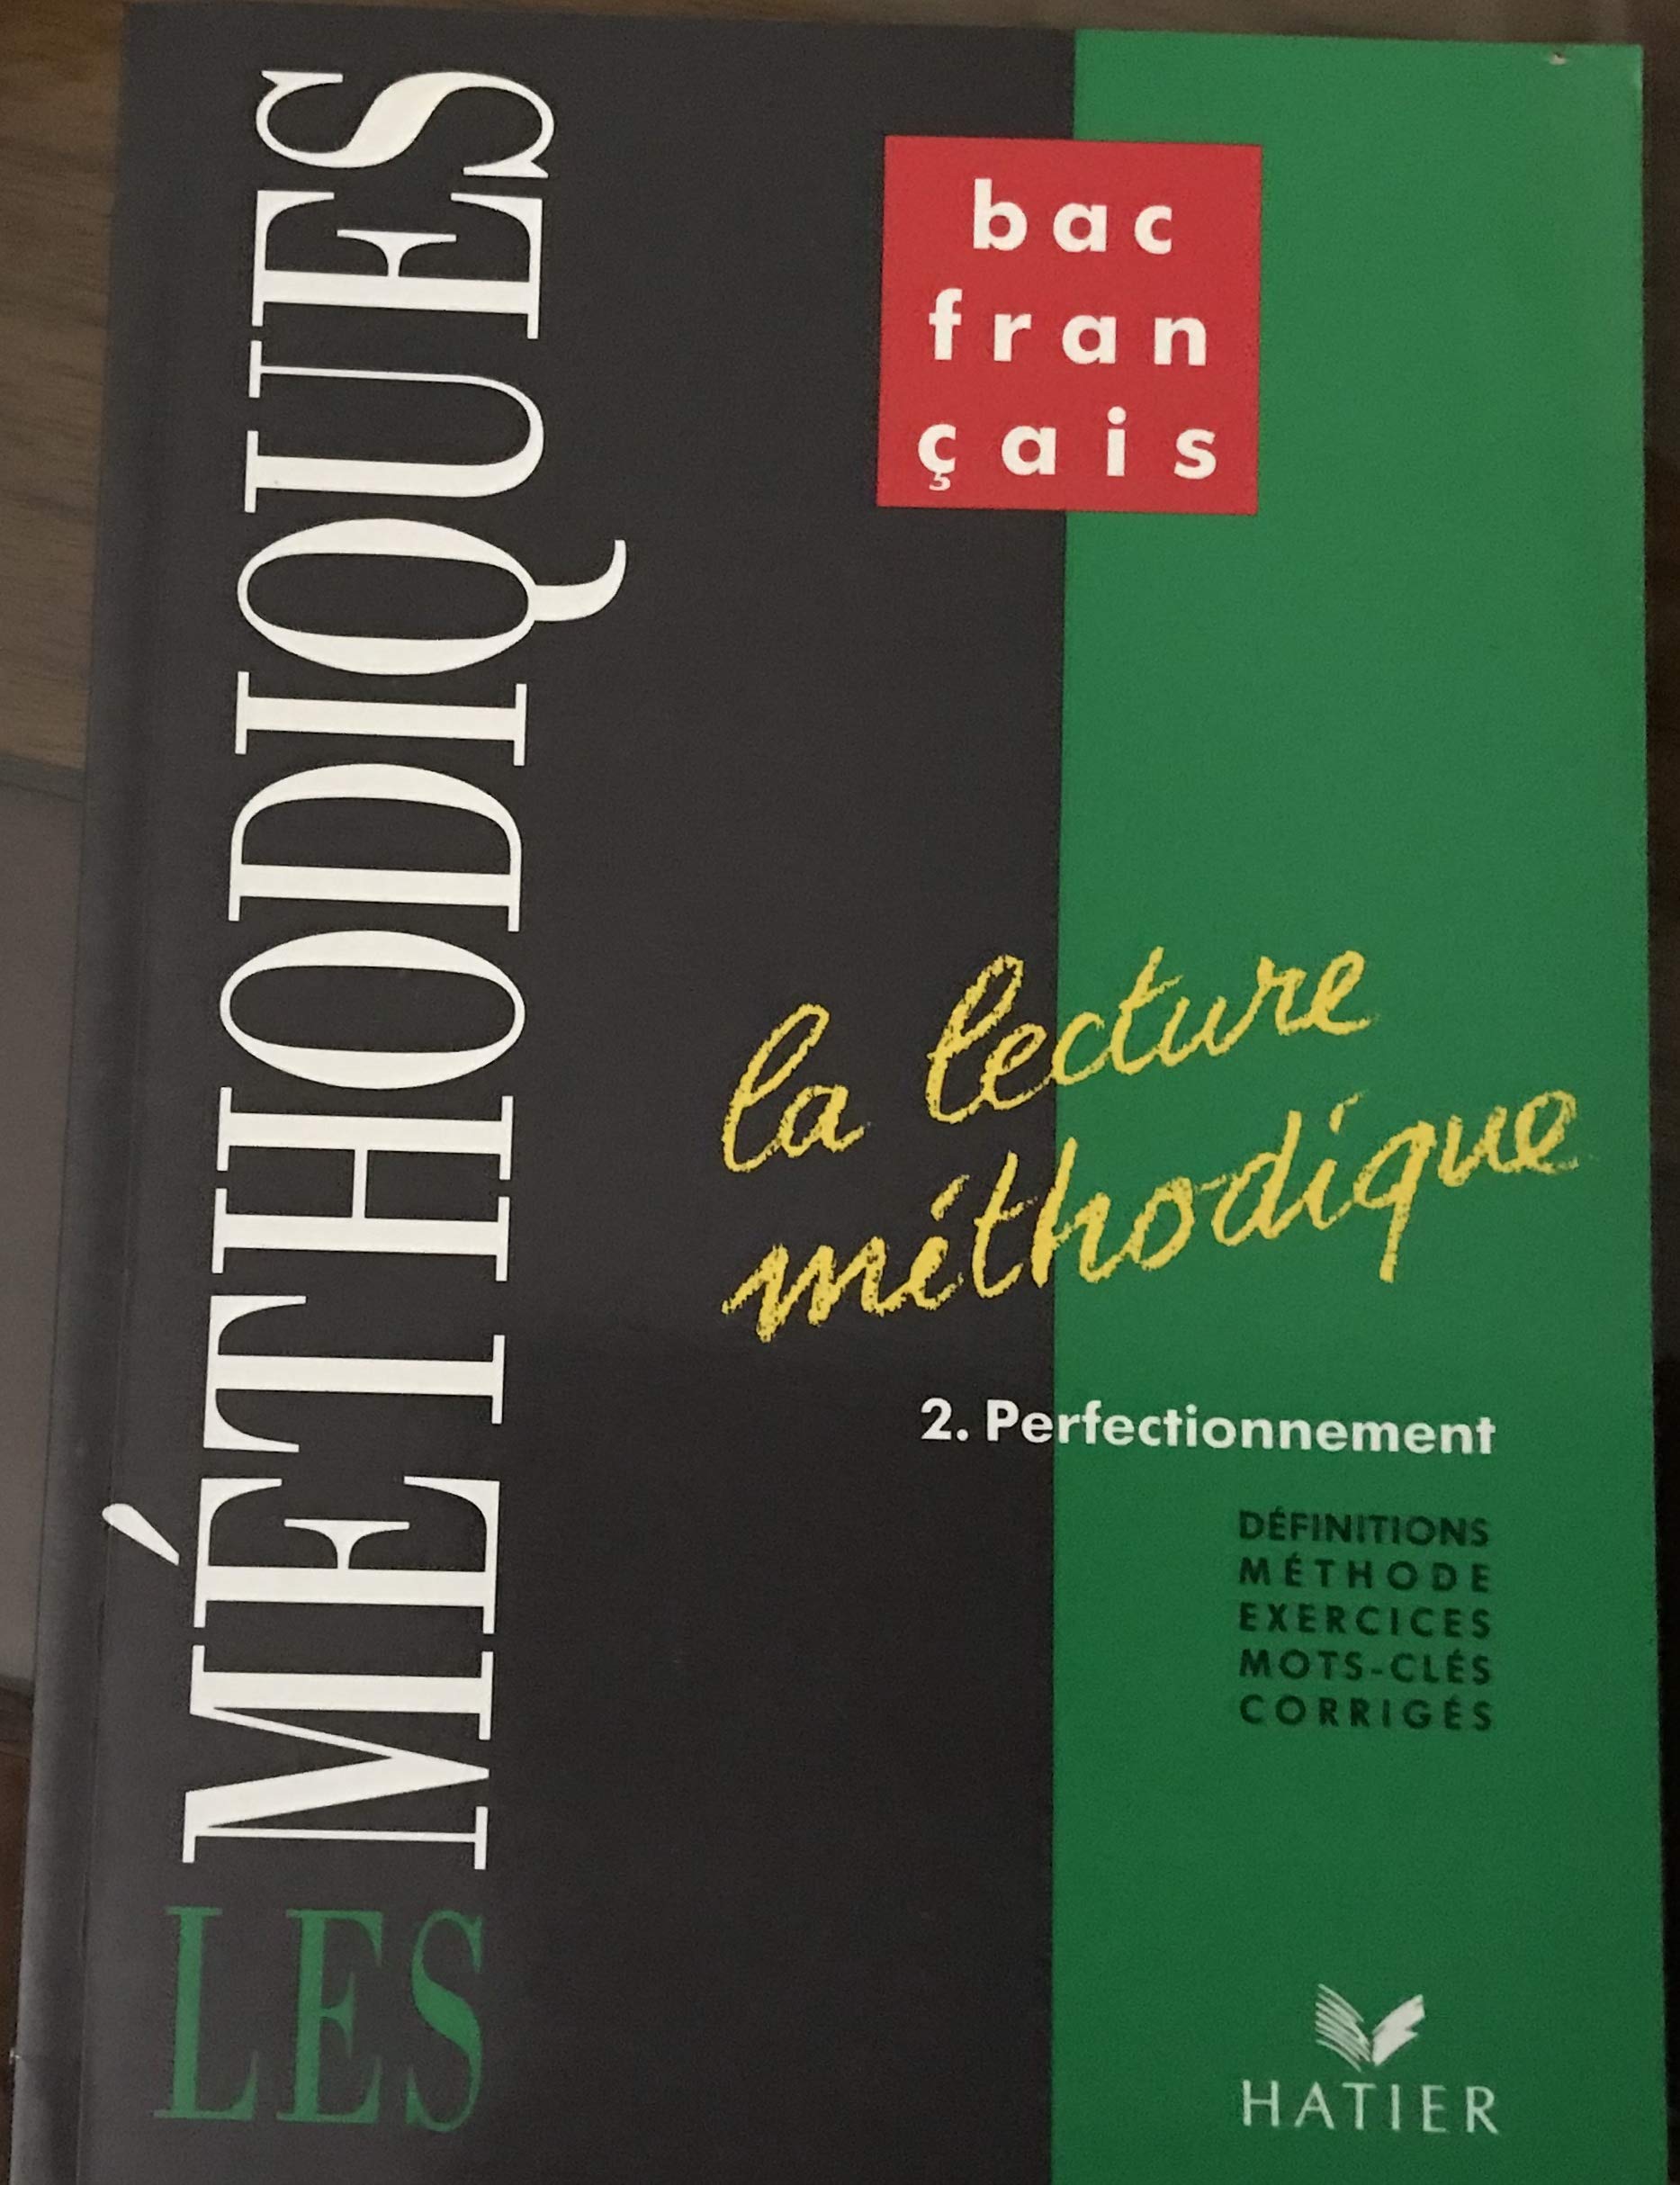 LES MÉTHODIQUES
bac
fran
çais
la lecture
méthodique
2. Perfectionnement
DÉFINITIONS
MÉTHODE
EXERCICES
MOTS-CLÉS
CORRIGÉS
HATIER